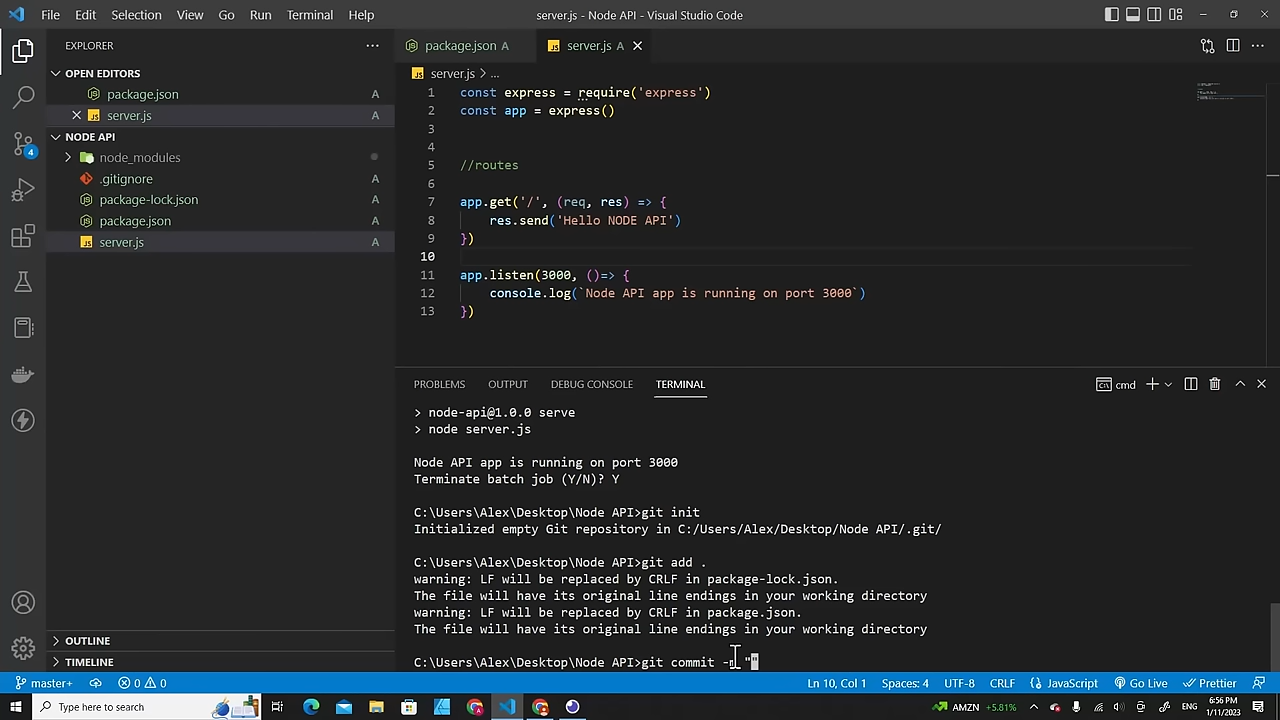 File Edit Selection View Go Run Terminal Help
server.js - Node API - Visual Studio Code
EXPLORER
OPEN EDITORS
package.json A
server.js A
NODE API
node_modules
.gitignore A
package-lock.json A
package.json A
server.js A
OUTLINE
TIMELINE
4
package.json A
server.js A
server.js > ...
1 const express = require('express')
2 const app = express()
3
4
5 //routes
6
7 app.get('/', (req, res) => {
8 res.send('Hello NODE API')
9 })
10
11 app.listen(3000, ()=> {
12 console.log(`Node API app is running on port 3000`)
13 })
PROBLEMS OUTPUT DEBUG CONSOLE TERMINAL
cmd
> node-api@1.0.0 serve
> node server.js
Node API app is running on port 3000
Terminate batch job (Y/N)? Y
C:\Users\Alex\Desktop\Node API>git init
Initialized empty Git repository in C:/Users/Alex/Desktop/Node API/.git/
C:\Users\Alex\Desktop\Node API>git add .
warning: LF will be replaced by CRLF in package-lock.json.
The file will have its original line endings in your working directory
warning: LF will be replaced by CRLF in package.json.
The file will have its original line endings in your working directory
C:\Users\Alex\Desktop\Node API>git commit -m ""
master+ 0 0
Ln 10, Col 1 Spaces: 4 UTF-8 CRLF JavaScript Go Live Prettier
Type here to search
AMZN +5.81%
6:56 PM
1/11/2023